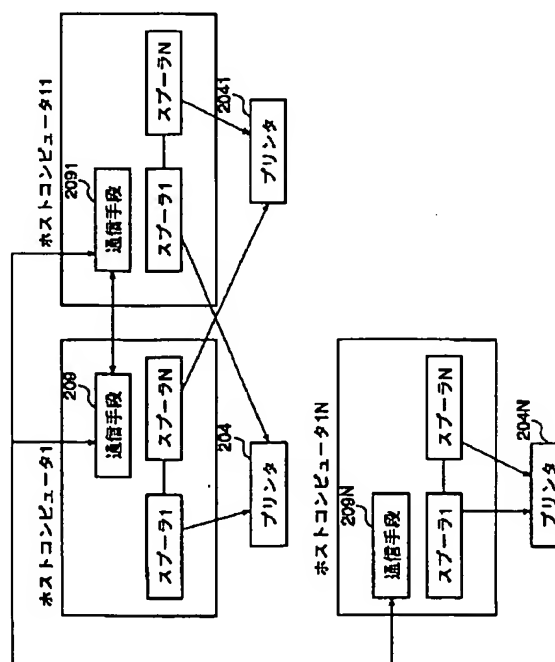 ホストコンピュータ1
209
通信手段
スプーラ1
スプーラN
204
プリンタ
ホストコンピュータ11
2091
通信手段
スプーラ1
スプーラN
2041
プリンタ
ホストコンピュータ1N
209N
通信手段
スプーラ1
スプーラN
204N
プリンタ